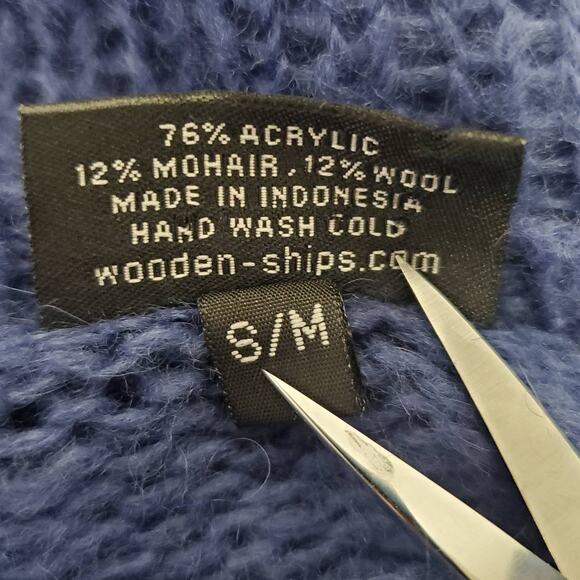 76% ACRYLIC
12% MOHAIR, 12% WOOL
MADE IN INDONESIA
HAND WASH COLD
wooden-ships.com
S/M